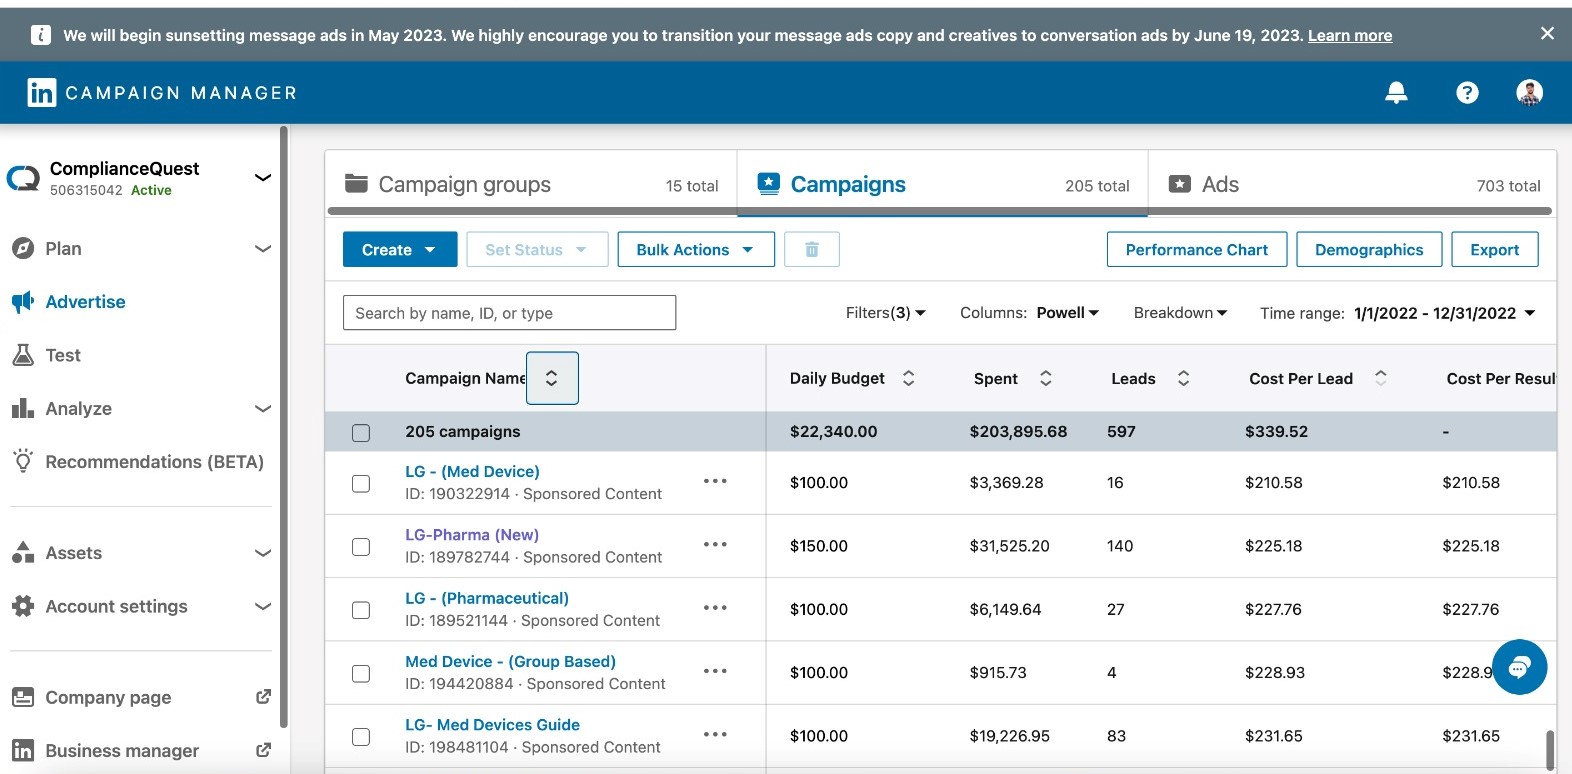 We will begin sunsetting message ads in May 2023. We highly encourage you to transition your message ads copy and creatives to conversation ads by June 19, 2023. Learn more
in CAMPAIGN MANAGER
ComplianceQuest
506315042 Active
Plan
Advertise
Test
Analyze
Recommendations (BETA)
Assets
Account settings
Company page
Business manager
Campaign groups 15 total
Campaigns 205 total
Ads 703 total
Create Set Status Bulk Actions Performance Chart Demographics Export
Search by name, ID, or type Filters(3) Columns: Powell Breakdown Time range: 1/1/2022 - 12/31/2022
Campaign Name Daily Budget Spent Leads Cost Per Lead Cost Per Resul
205 campaigns $22,340.00 $203,895.68 597 $339.52 -
LG - (Med Device)
ID: 190322914 · Sponsored Content $100.00 $3,369.28 16 $210.58 $210.58
LG-Pharma (New)
ID: 189782744 · Sponsored Content $150.00 $31,525.20 140 $225.18 $225.18
LG - (Pharmaceutical)
ID: 189521144 · Sponsored Content $100.00 $6,149.64 27 $227.76 $227.76
Med Device - (Group Based)
ID: 194420884 · Sponsored Content $100.00 $915.73 4 $228.93 $228.9
LG- Med Devices Guide
ID: 198481104 · Sponsored Content $100.00 $19,226.95 83 $231.65 $231.65